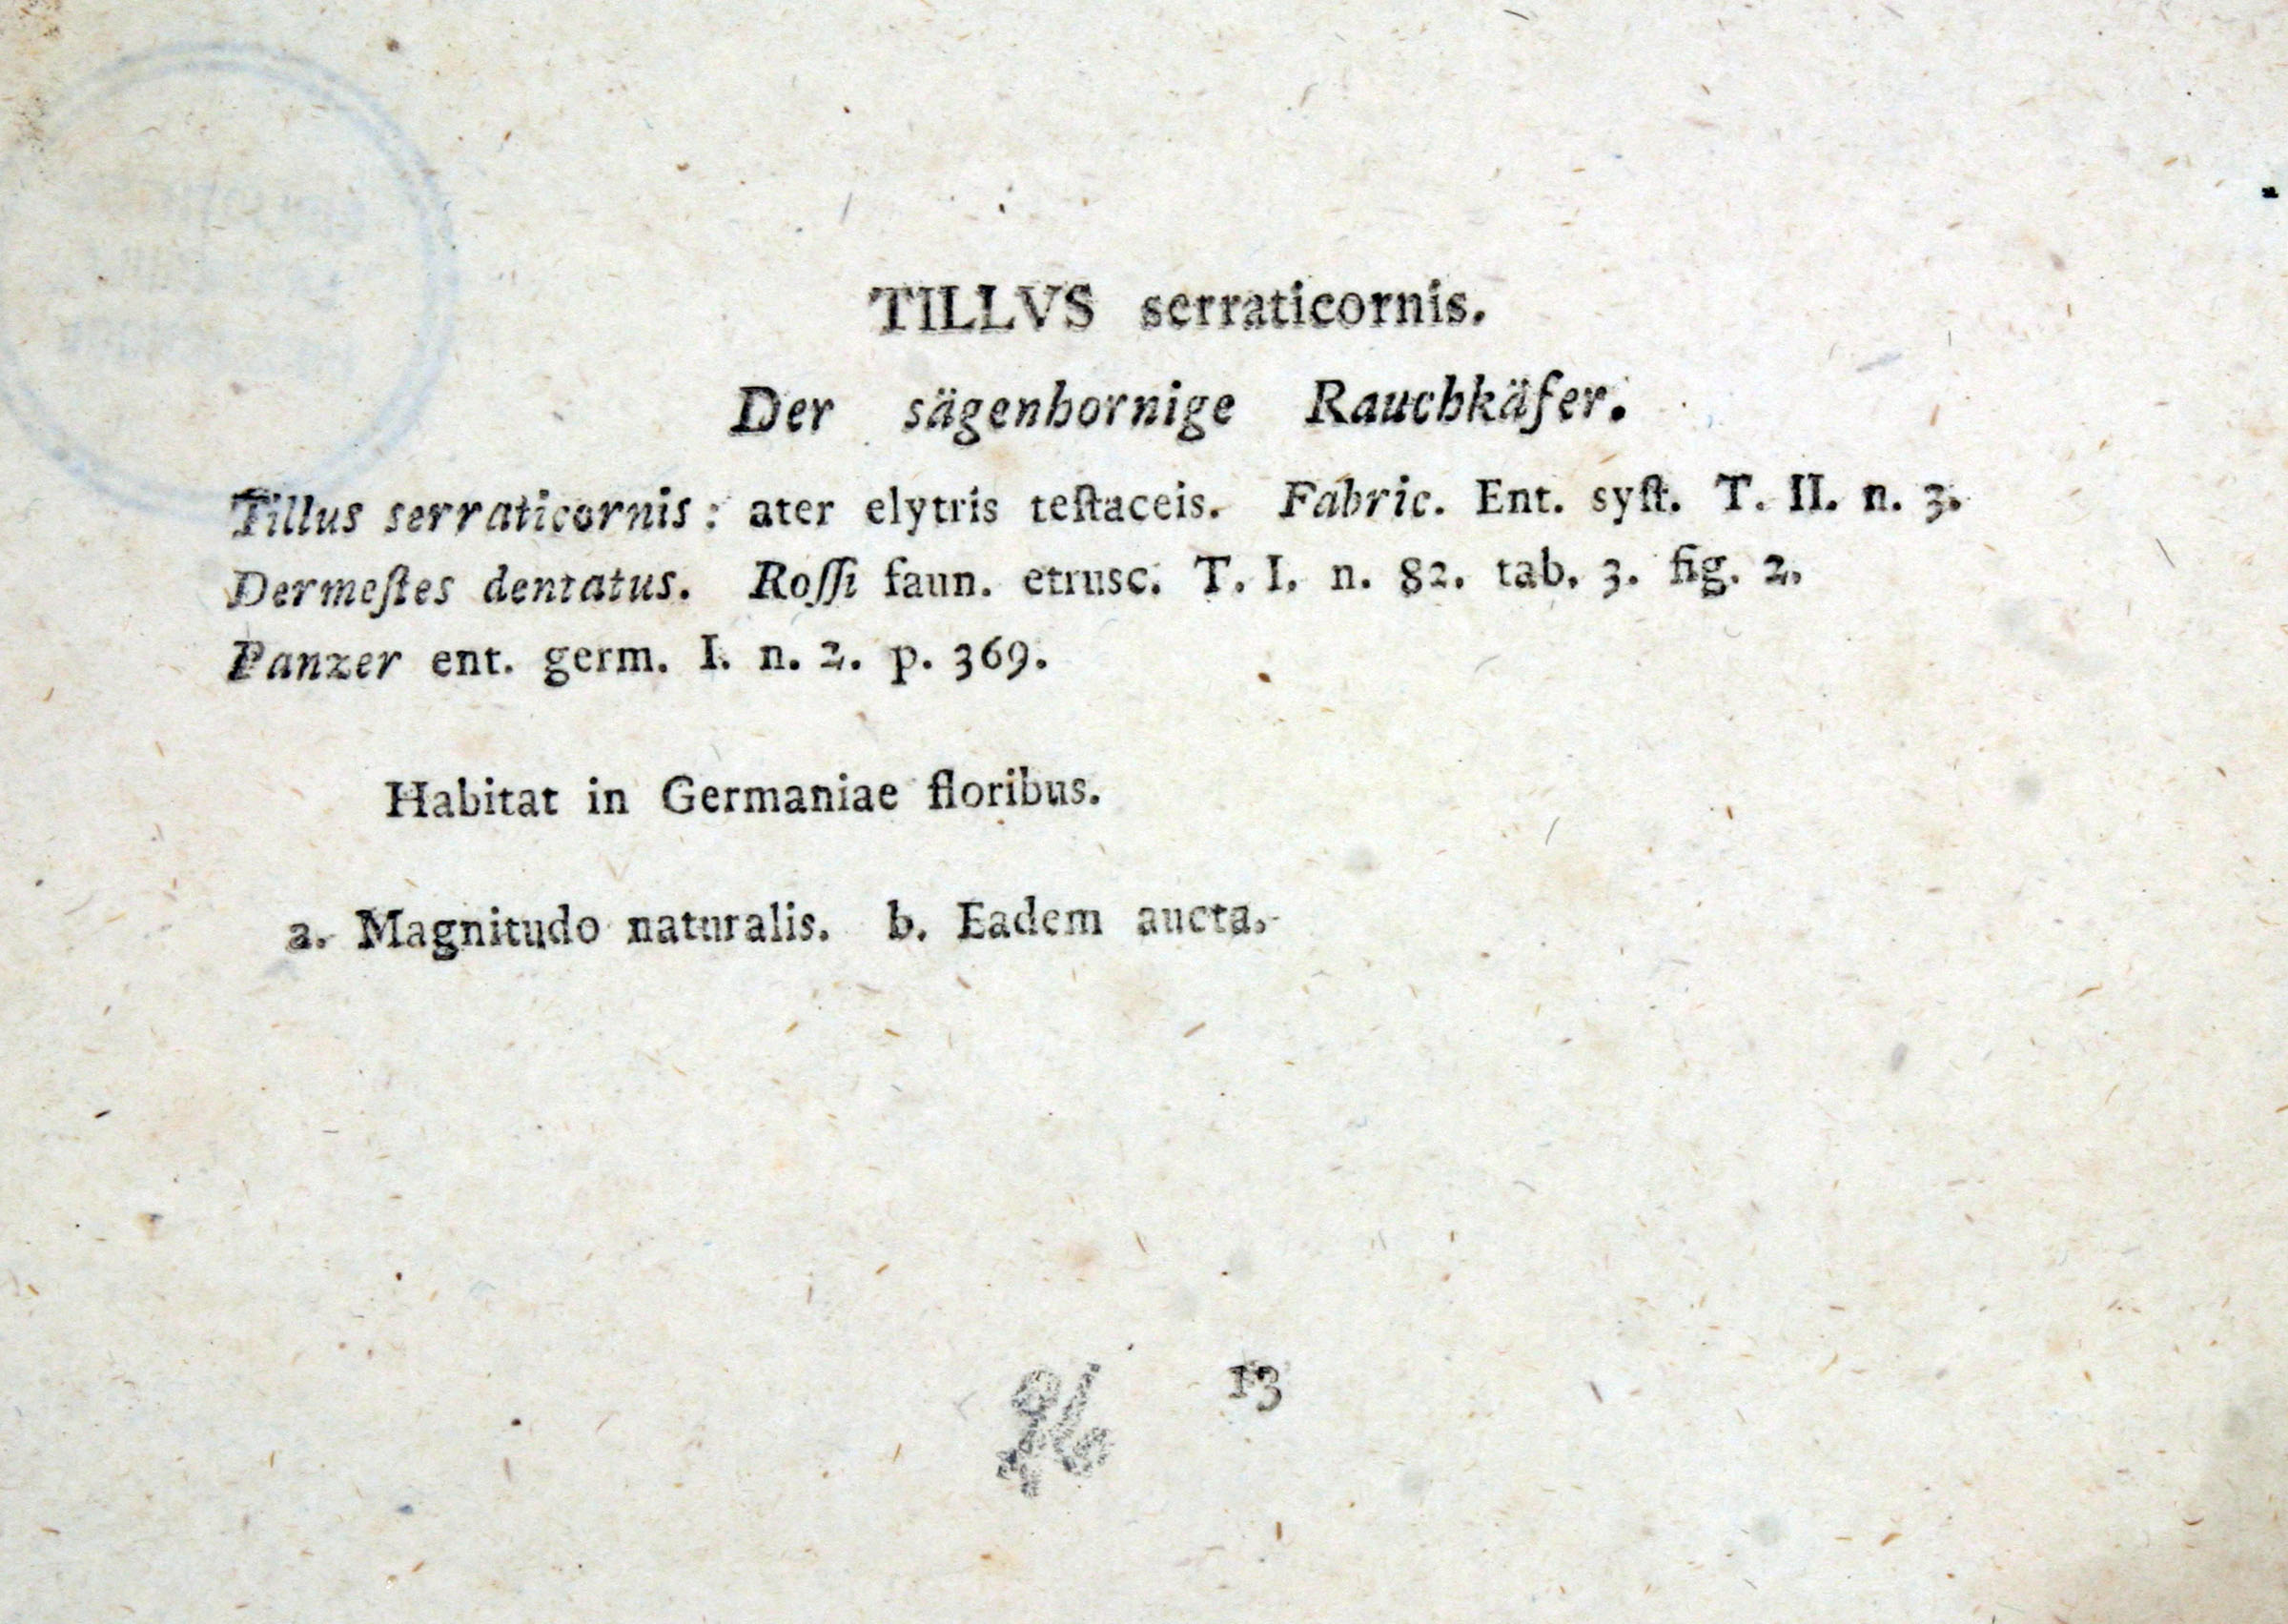 TILLVS serraticornis.
Der sägenhornige Rauchkäfer.
Tillus serraticornis: ater elytris teſtaceis. Fabric. Ent. syſt. T. II. n. 3.
Dermeſtes dentatus. Roſſi faun. etrusc. T. I. n. 82. tab. 3. fig. 2.
Panzer ent. germ. I. n. 2. p. 369.
Habitat in Germaniae floribus.
a. Magnitudo naturalis. b. Eadem aucta.
13